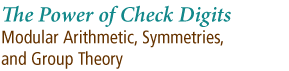 The Power of Check Digits
Modular Arithmetic, Symmetries,
and Group Theory